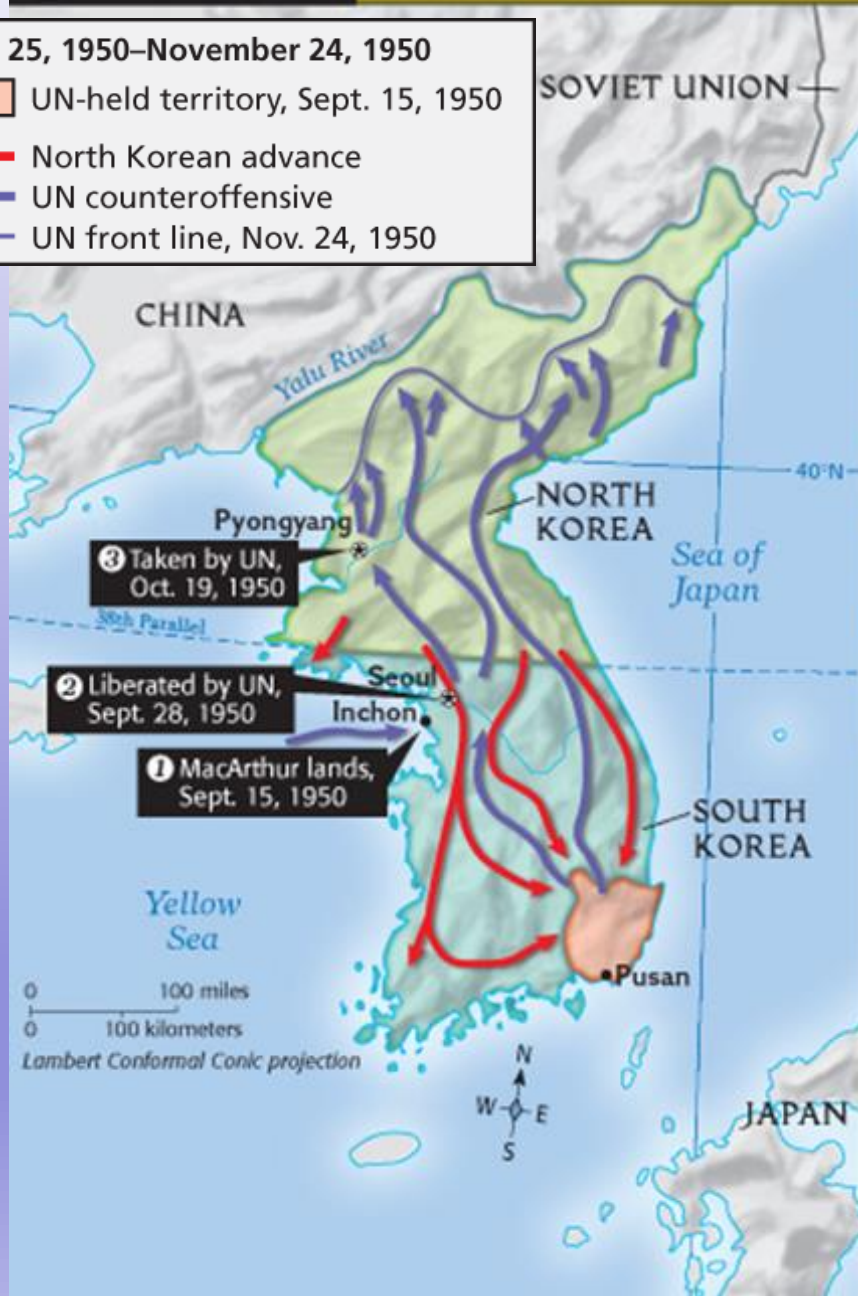 25, 1950–November 24, 1950
UN-held territory, Sept. 15, 1950
North Korean advance
UN counteroffensive
UN front line, Nov. 24, 1950
SOVIET UNION
CHINA
Yalu River
40°N
NORTH
KOREA
Pyongyang
❸ Taken by UN,
Oct. 19, 1950
Sea of
Japan
38th Parallel
Seoul
❷ Liberated by UN,
Sept. 28, 1950
Inchon
❶ MacArthur lands,
Sept. 15, 1950
SOUTH
KOREA
Yellow
Sea
Pusan
0 100 miles
0 100 kilometers
Lambert Conformal Conic projection
N
W E
S
JAPAN